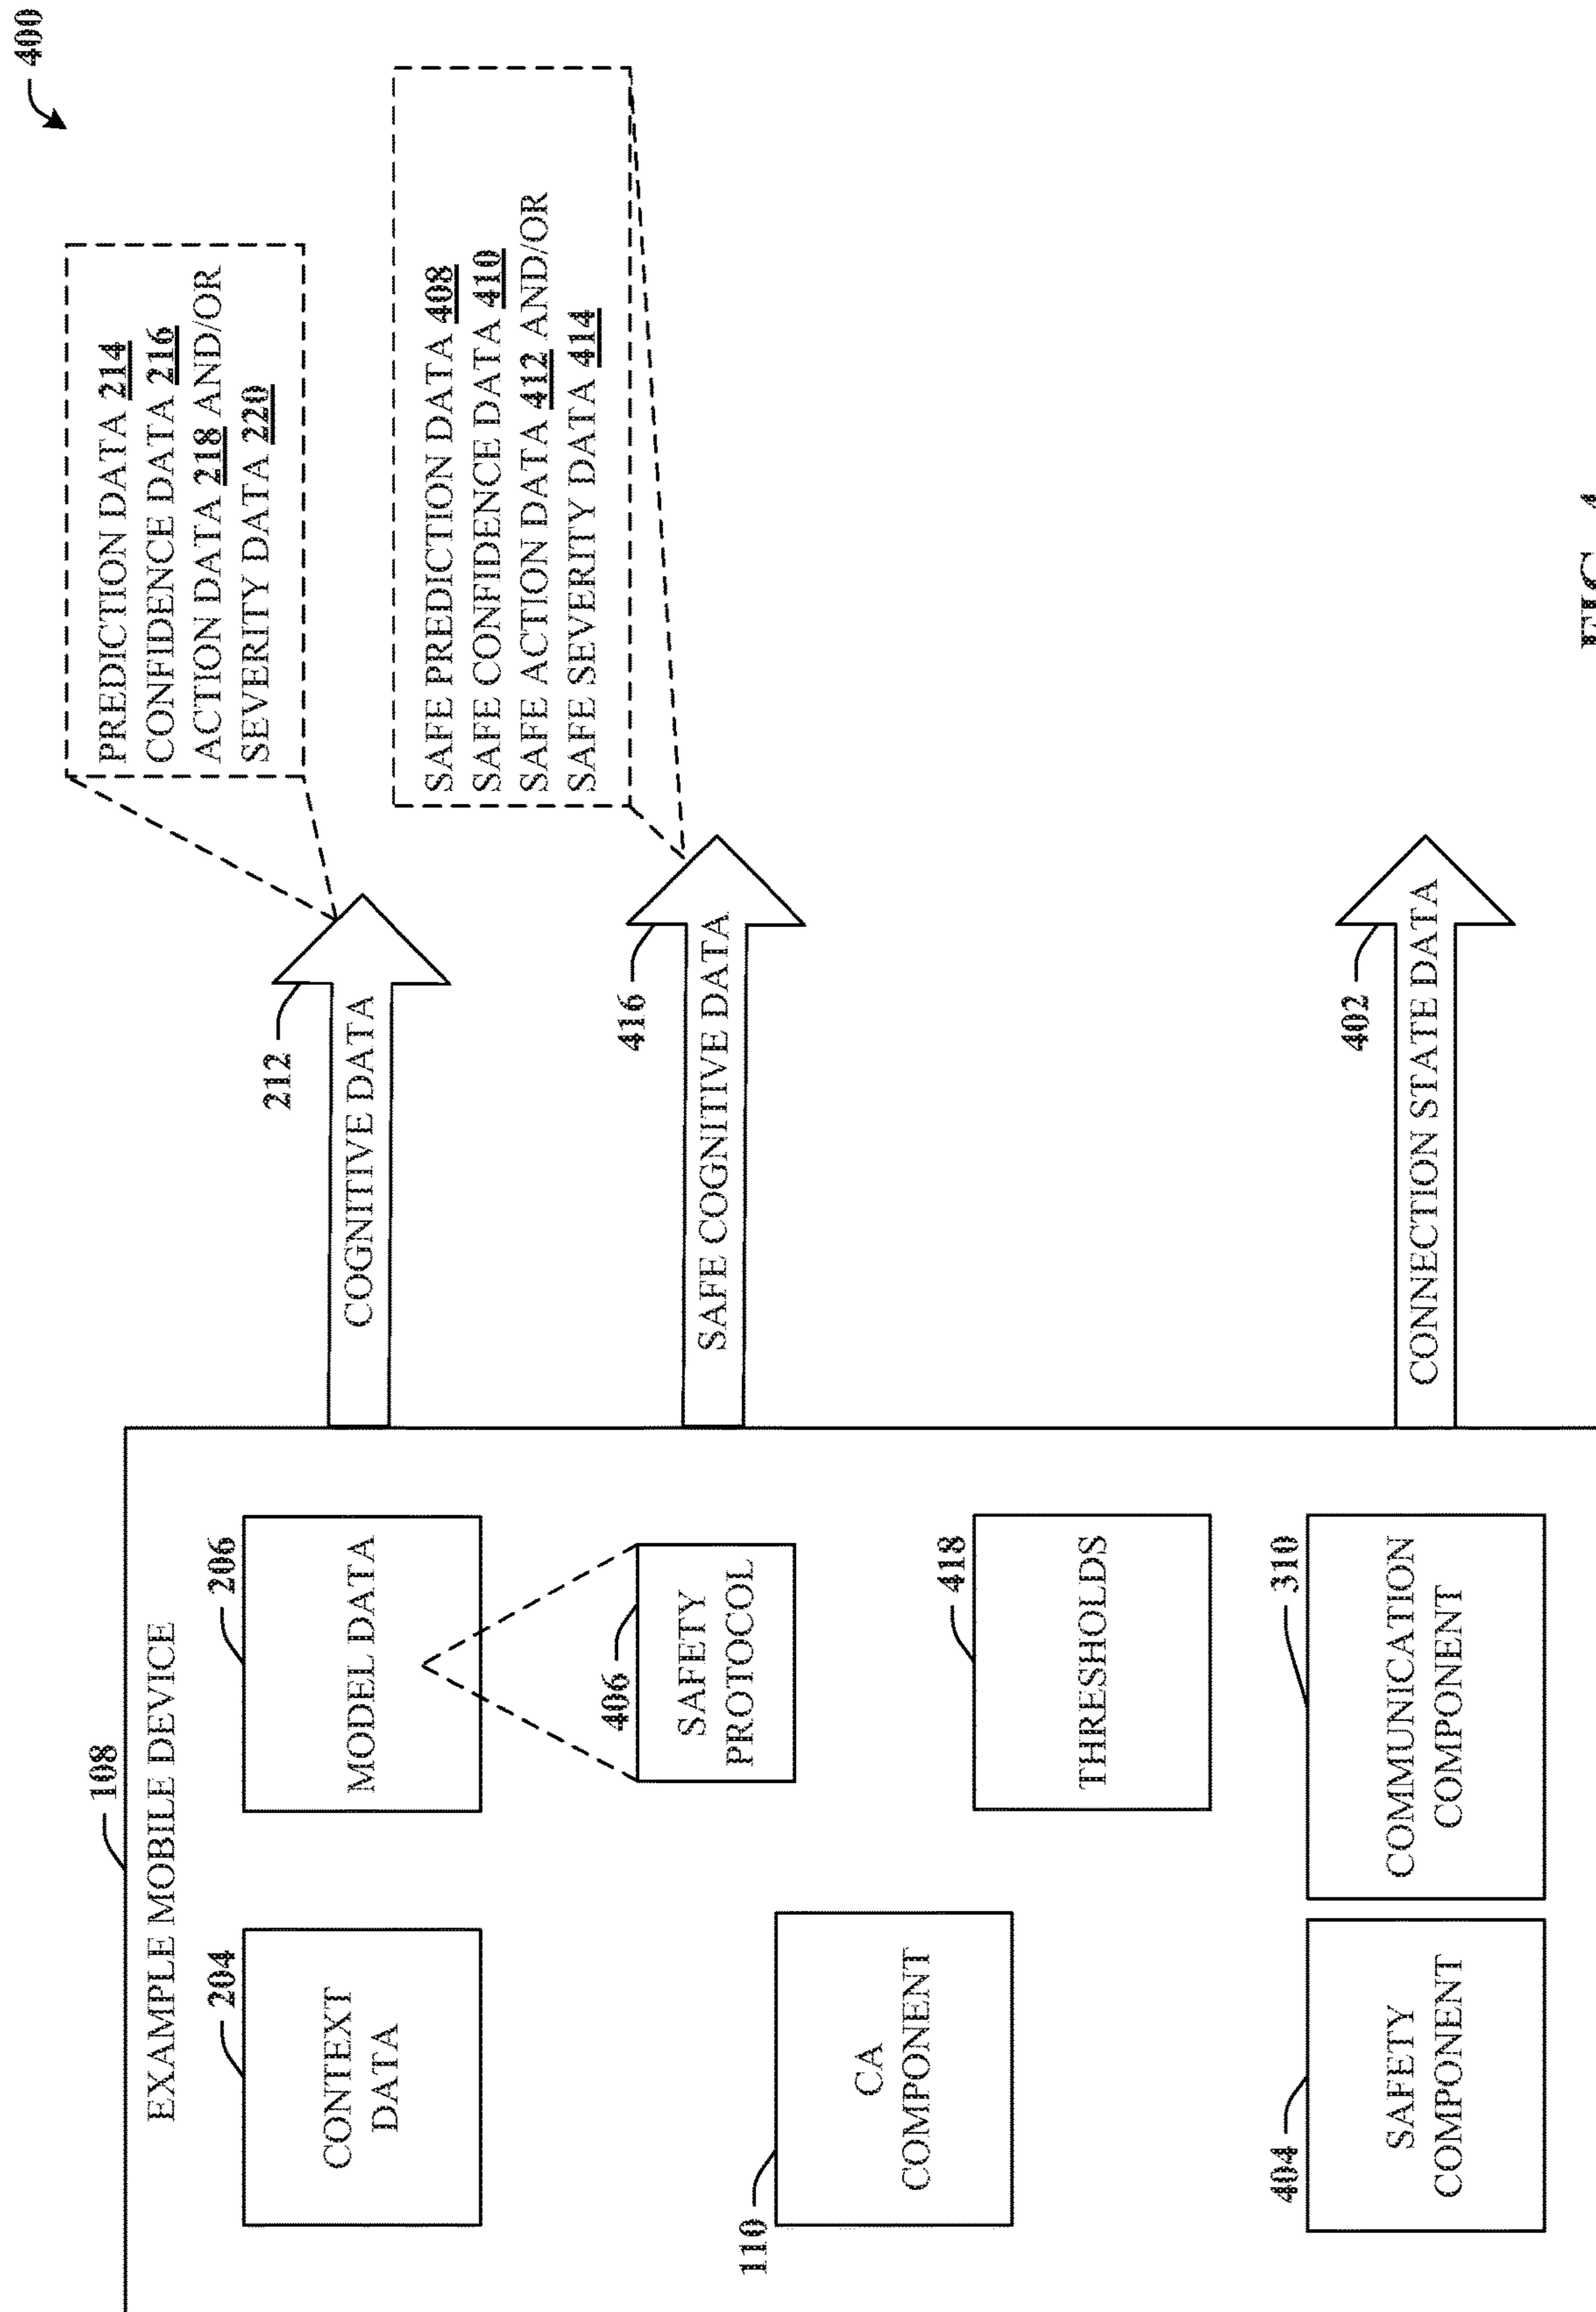 400
108
EXAMPLE MOBILE DEVICE
204
CONTEXT
DATA
206
MODEL DATA
406
SAFETY
PROTOCOL
110
CA
COMPONENT
418
THRESHOLDS
404
SAFETY
COMPONENT
310
COMMUNICATION
COMPONENT
212
COGNITIVE DATA
PREDICTION DATA 214
CONFIDENCE DATA 216
ACTION DATA 218 AND/OR
SEVERITY DATA 220
416
SAFE COGNITIVE DATA
SAFE PREDICTION DATA 408
SAFE CONFIDENCE DATA 410
SAFE ACTION DATA 412 AND/OR
SAFE SEVERITY DATA 414
402
CONNECTION STATE DATA